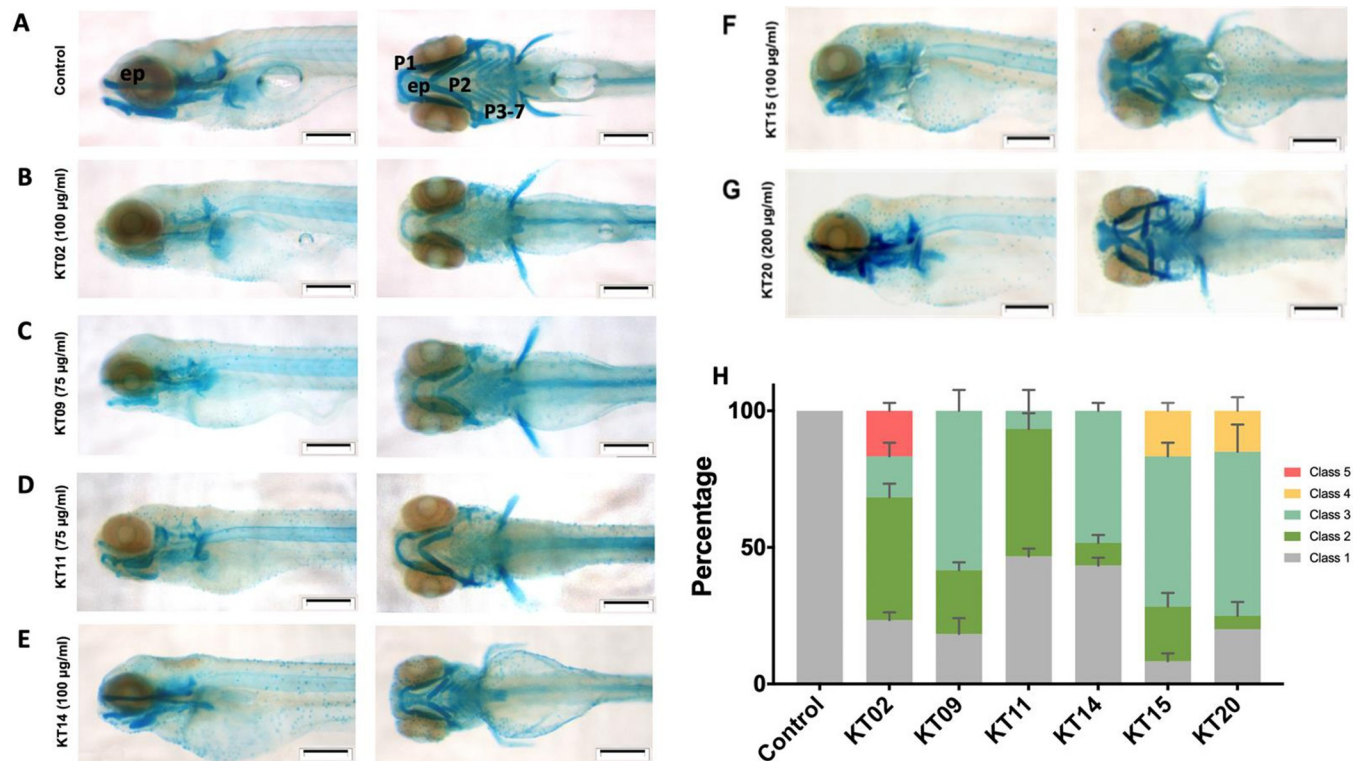 A
Control
ep
P1
ep
P2
P3-7
B
KT02 (100 µg/ml)
C
KT09 (75 µg/ml)
D
KT11 (75 µg/ml)
E
KT14 (100 µg/ml)
F
KT15 (100 µg/ml)
G
KT20 (200 µg/ml)
H
Percentage
100
50
0
Control
KT02
KT09
KT11
KT14
KT15
KT20
Class 5
Class 4
Class 3
Class 2
Class 1